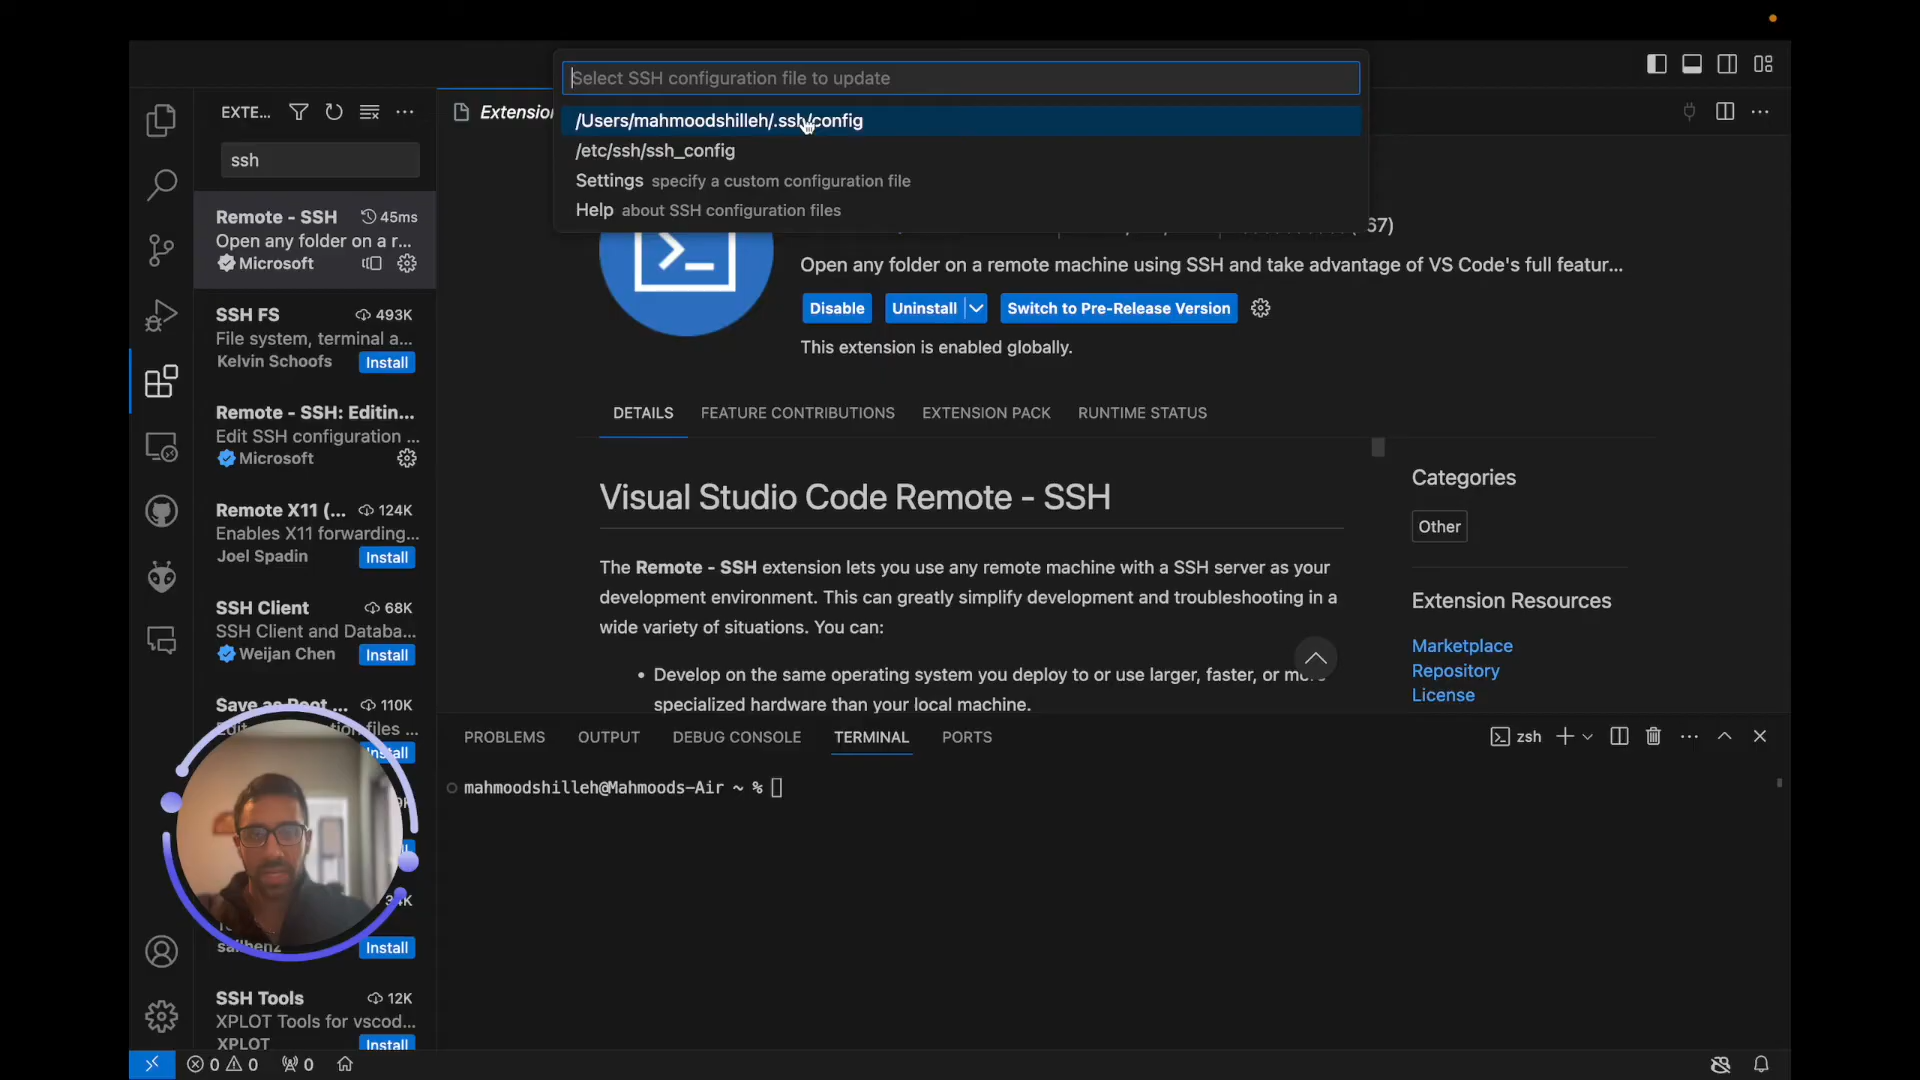 Select SSH configuration file to update
/Users/mahmoodshilleh/.ssh/config
/etc/ssh/ssh_config
Settings specify a custom configuration file
Help about SSH configuration files
EXTE...
ssh
Remote - SSH 45ms
Open any folder on a r...
Microsoft
SSH FS 493K
File system, terminal a...
Kelvin Schoofs Install
Remote - SSH: Editin...
Edit SSH configuration ...
Microsoft
Remote X11 (... 124K
Enables X11 forwarding...
Joel Spadin Install
SSH Client 68K
SSH Client and Databa...
Weijan Chen Install
Save as Root ... 110K
Install
Install
SSH Tools 12K
XPLOT Tools for vscod...
XPLOT Install
0 0 0
Extension
67)
Open any folder on a remote machine using SSH and take advantage of VS Code's full featur...
Disable Uninstall Switch to Pre-Release Version
This extension is enabled globally.
DETAILS FEATURE CONTRIBUTIONS EXTENSION PACK RUNTIME STATUS
Visual Studio Code Remote - SSH
The Remote - SSH extension lets you use any remote machine with a SSH server as your
development environment. This can greatly simplify development and troubleshooting in a
wide variety of situations. You can:
• Develop on the same operating system you deploy to or use larger, faster, or more
specialized hardware than your local machine.
Categories
Other
Extension Resources
Marketplace
Repository
License
PROBLEMS OUTPUT DEBUG CONSOLE TERMINAL PORTS
zsh
mahmoodshilleh@Mahmoods-Air ~ %